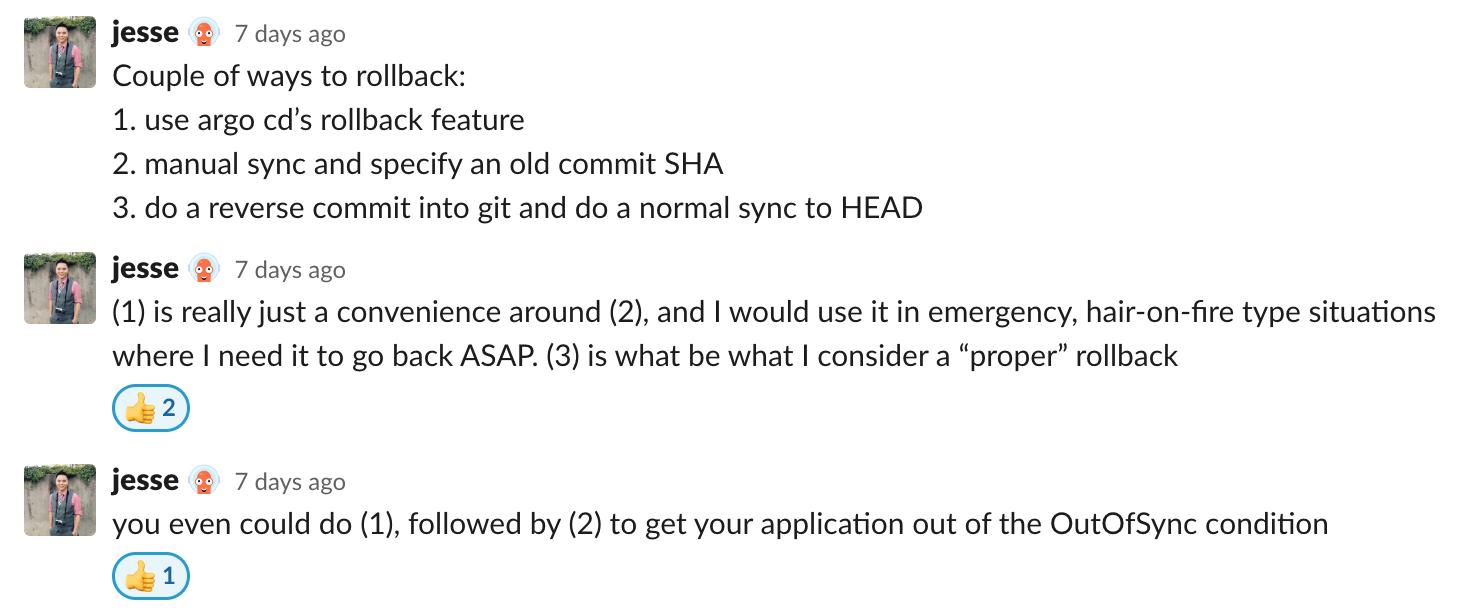 jesse 7 days ago
Couple of ways to rollback:
1. use argo cd’s rollback feature
2. manual sync and specify an old commit SHA
3. do a reverse commit into git and do a normal sync to HEAD
jesse 7 days ago
(1) is really just a convenience around (2), and I would use it in emergency, hair-on-fire type situations
where I need it to go back ASAP. (3) is what be what I consider a “proper” rollback
2
jesse 7 days ago
you even could do (1), followed by (2) to get your application out of the OutOfSync condition
1